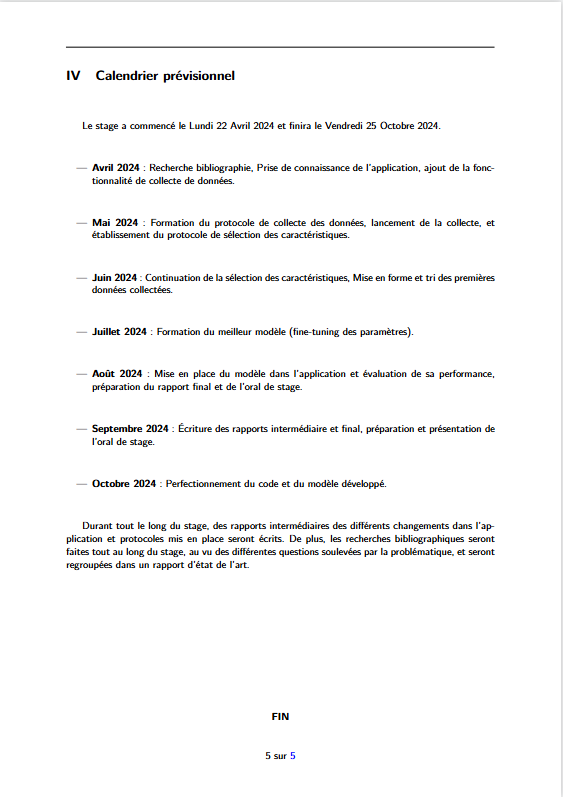 IV Calendrier prévisionnel
Le stage a commencé le Lundi 22 Avril 2024 et finira le Vendredi 25 Octobre 2024.
— Avril 2024 : Recherche bibliographie, Prise de connaissance de l'application, ajout de la fonc-
tionnalité de collecte de données.
— Mai 2024 : Formation du protocole de collecte des données, lancement de la collecte, et
établissement du protocole de sélection des caractéristiques.
— Juin 2024 : Continuation de la sélection des caractéristiques, Mise en forme et tri des premières
données collectées.
— Juillet 2024 : Formation du meilleur modèle (fine-tuning des paramètres).
— Août 2024 : Mise en place du modèle dans l'application et évaluation de sa performance,
préparation du rapport final et de l'oral de stage.
— Septembre 2024 : Écriture des rapports intermédiaire et final, préparation et présentation de
l'oral de stage.
— Octobre 2024 : Perfectionnement du code et du modèle développé.
Durant tout le long du stage, des rapports intermédiaires des différents changements dans l'ap-
plication et protocoles mis en place seront écrits. De plus, les recherches bibliographiques seront
faites tout au long du stage, au vu des différentes questions soulevées par la problématique, et seront
regroupées dans un rapport d'état de l'art.
FIN
5 sur 5